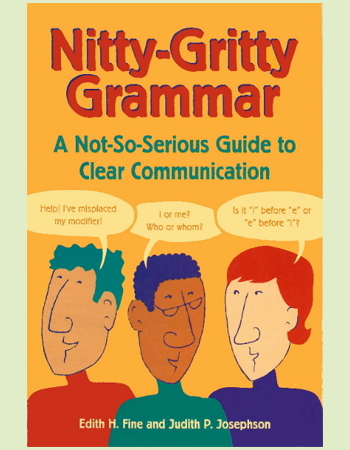 Nitty-Gritty
Grammar
A Not-So-Serious Guide to
Clear Communication
Help! I've misplaced
my modifier!
I or me?
Who or whom?
Is it "i" before "e" or
"e" before "i"?
Edith H. Fine and Judith P. Josephson